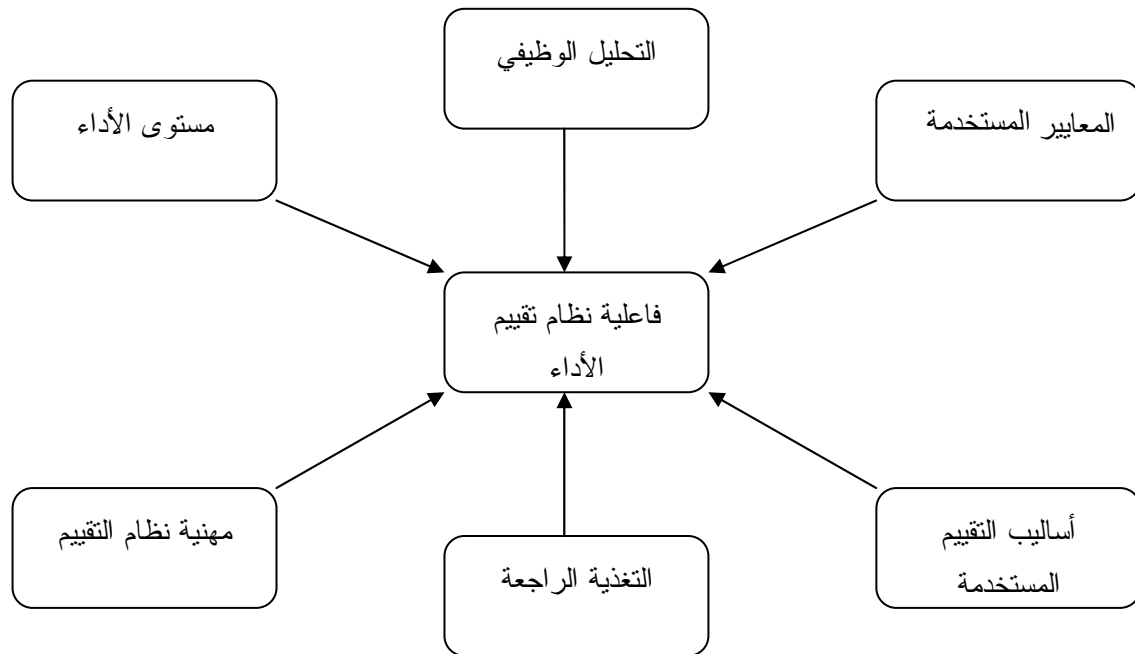 التحليل الوظيفي
المعايير المستخدمة
مستوى الأداء
فاعلية نظام تقييم
الأداء
أساليب التقييم
المستخدمة
مهنية نظام التقييم
التغذية الراجعة